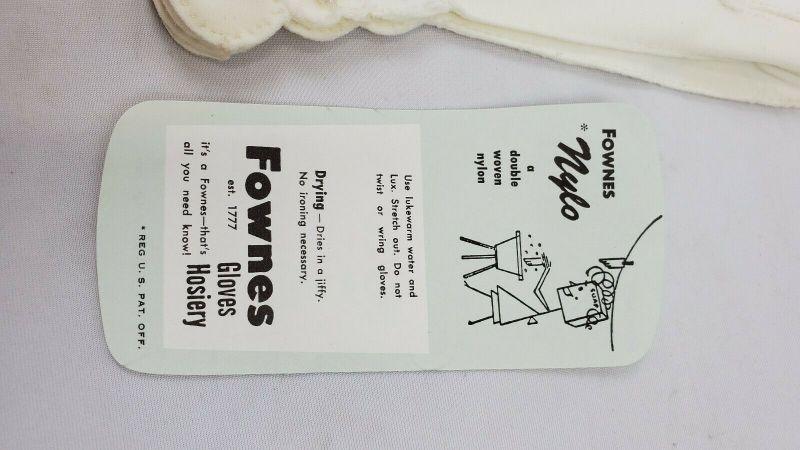 FOWNES
* Nylo
a
double
woven
nylon
SUDS
Use lukewarm water and
Lux. Stretch out. Do not
twist or wring gloves.
Drying — Dries in a jiffy.
No ironing necessary.
Fownes
est. 1777 Gloves
Hosiery
it's a Fownes—that's
all you need know!
* REG U. S. PAT. OFF.